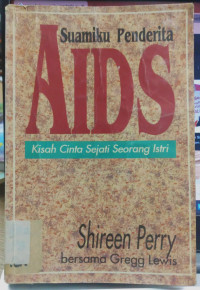 Suamiku Penderita
AIDS
Kisah Cinta Sejati Seorang Istri
Shireen Perry
bersama Gregg Lewis